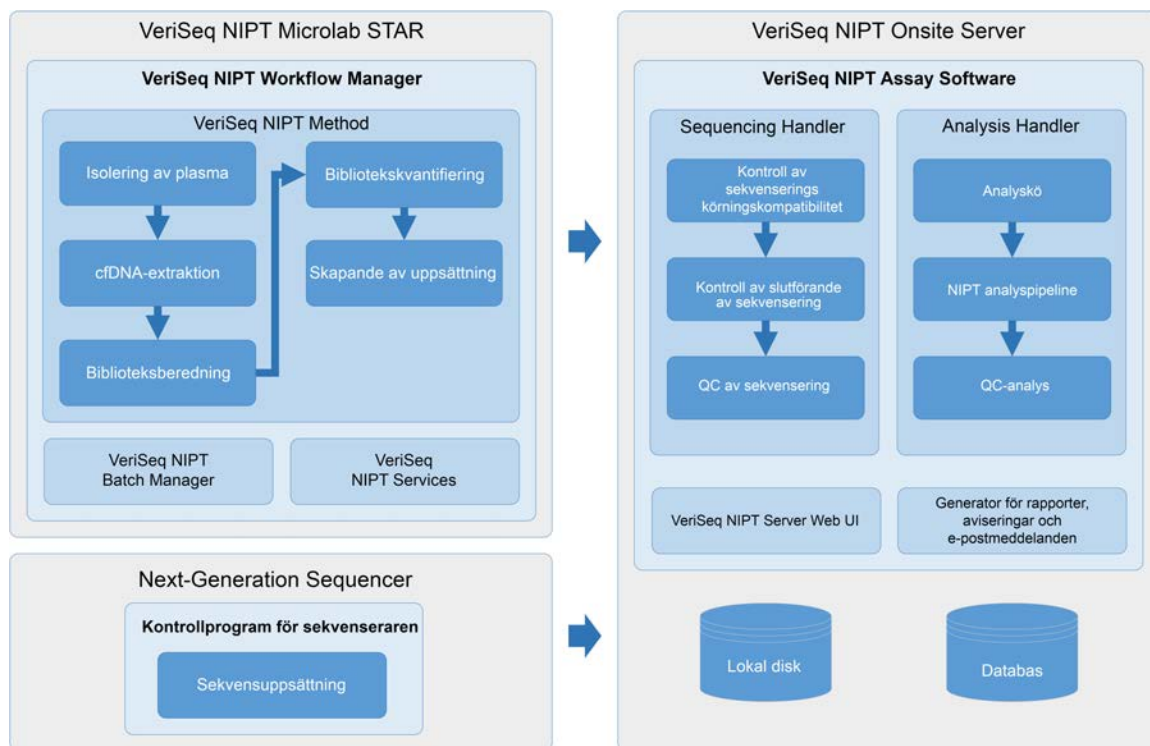 VeriSeq NIPT Microlab STAR
VeriSeq NIPT Workflow Manager
VeriSeq NIPT Method
Isolering av plasma
cfDNA-extraktion
Biblioteksberedning
Bibliotekskvantifiering
Skapande av uppsättning
VeriSeq NIPT
Batch Manager
VeriSeq
NIPT Services
Next-Generation Sequencer
Kontrollprogram för sekvenseraren
Sekvensuppsättning
VeriSeq NIPT Onsite Server
VeriSeq NIPT Assay Software
Sequencing Handler
Kontroll av
sekvenserings
körningskompatibilitet
Kontroll av slutförande
av sekvensering
QC av sekvensering
Analysis Handler
Analyskö
NIPT analyspipeline
QC-analys
VeriSeq NIPT Server Web UI
Generator för rapporter,
aviseringar och
e-postmeddelanden
Lokal disk
Databas